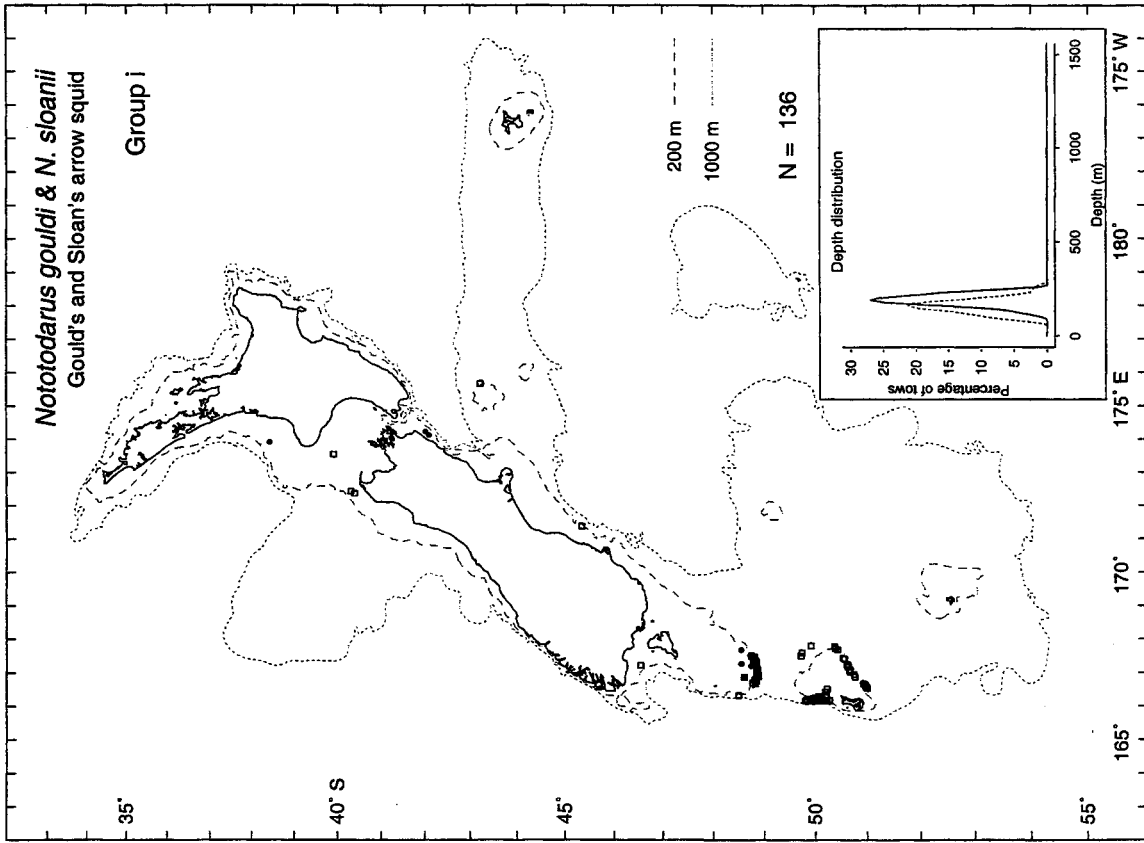 Nototodarus gouldi & N. sloanii
Gould's and Sloan's arrow squid
Group i
35°
40° S
45°
50°
55°
165°
170°
175° E
180°
175° W
200 m
1000 m
N = 136
Depth distribution
Percentage of tows
30
25
20
15
10
5
0
0
500
1000
1500
Depth (m)